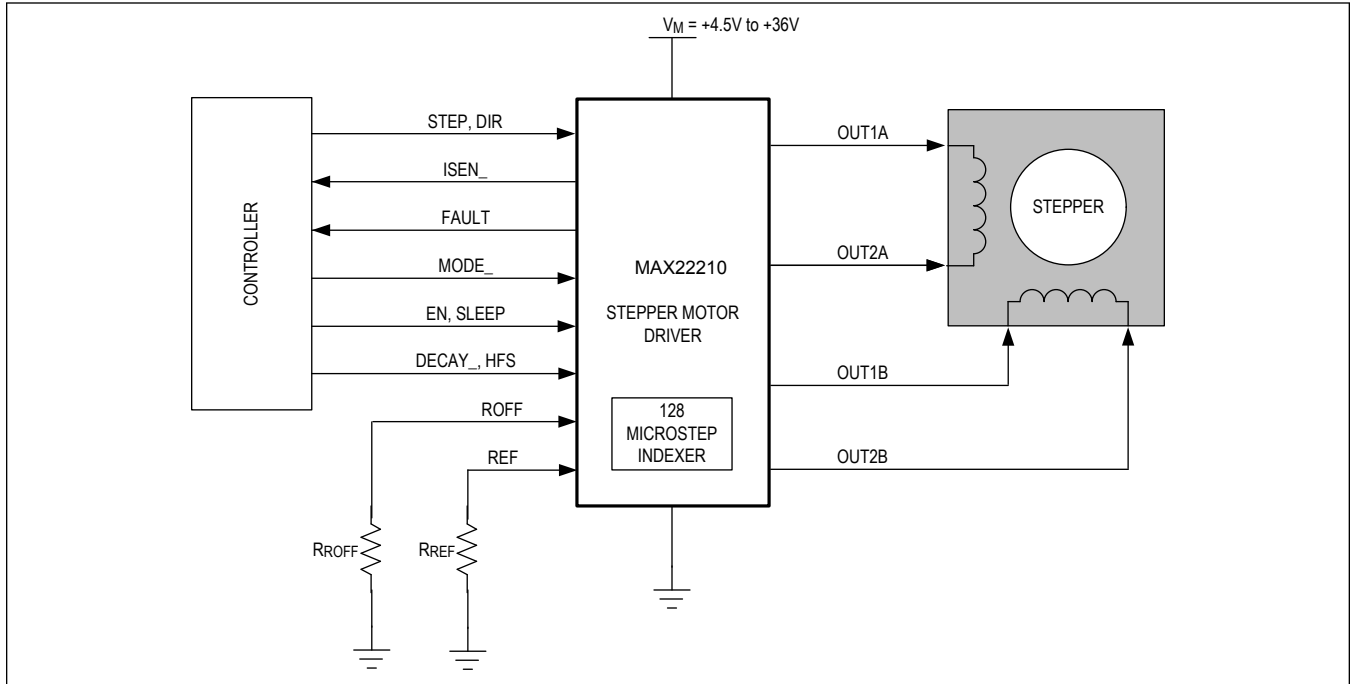 VM = +4.5V to +36V
CONTROLLER
STEP, DIR
ISEN_
FAULT
MODE_
EN, SLEEP
DECAY_, HFS
ROFF
REF
RROFF
RREF
MAX22210
STEPPER MOTOR
DRIVER
128
MICROSTEP
INDEXER
OUT1A
OUT2A
OUT1B
OUT2B
STEPPER